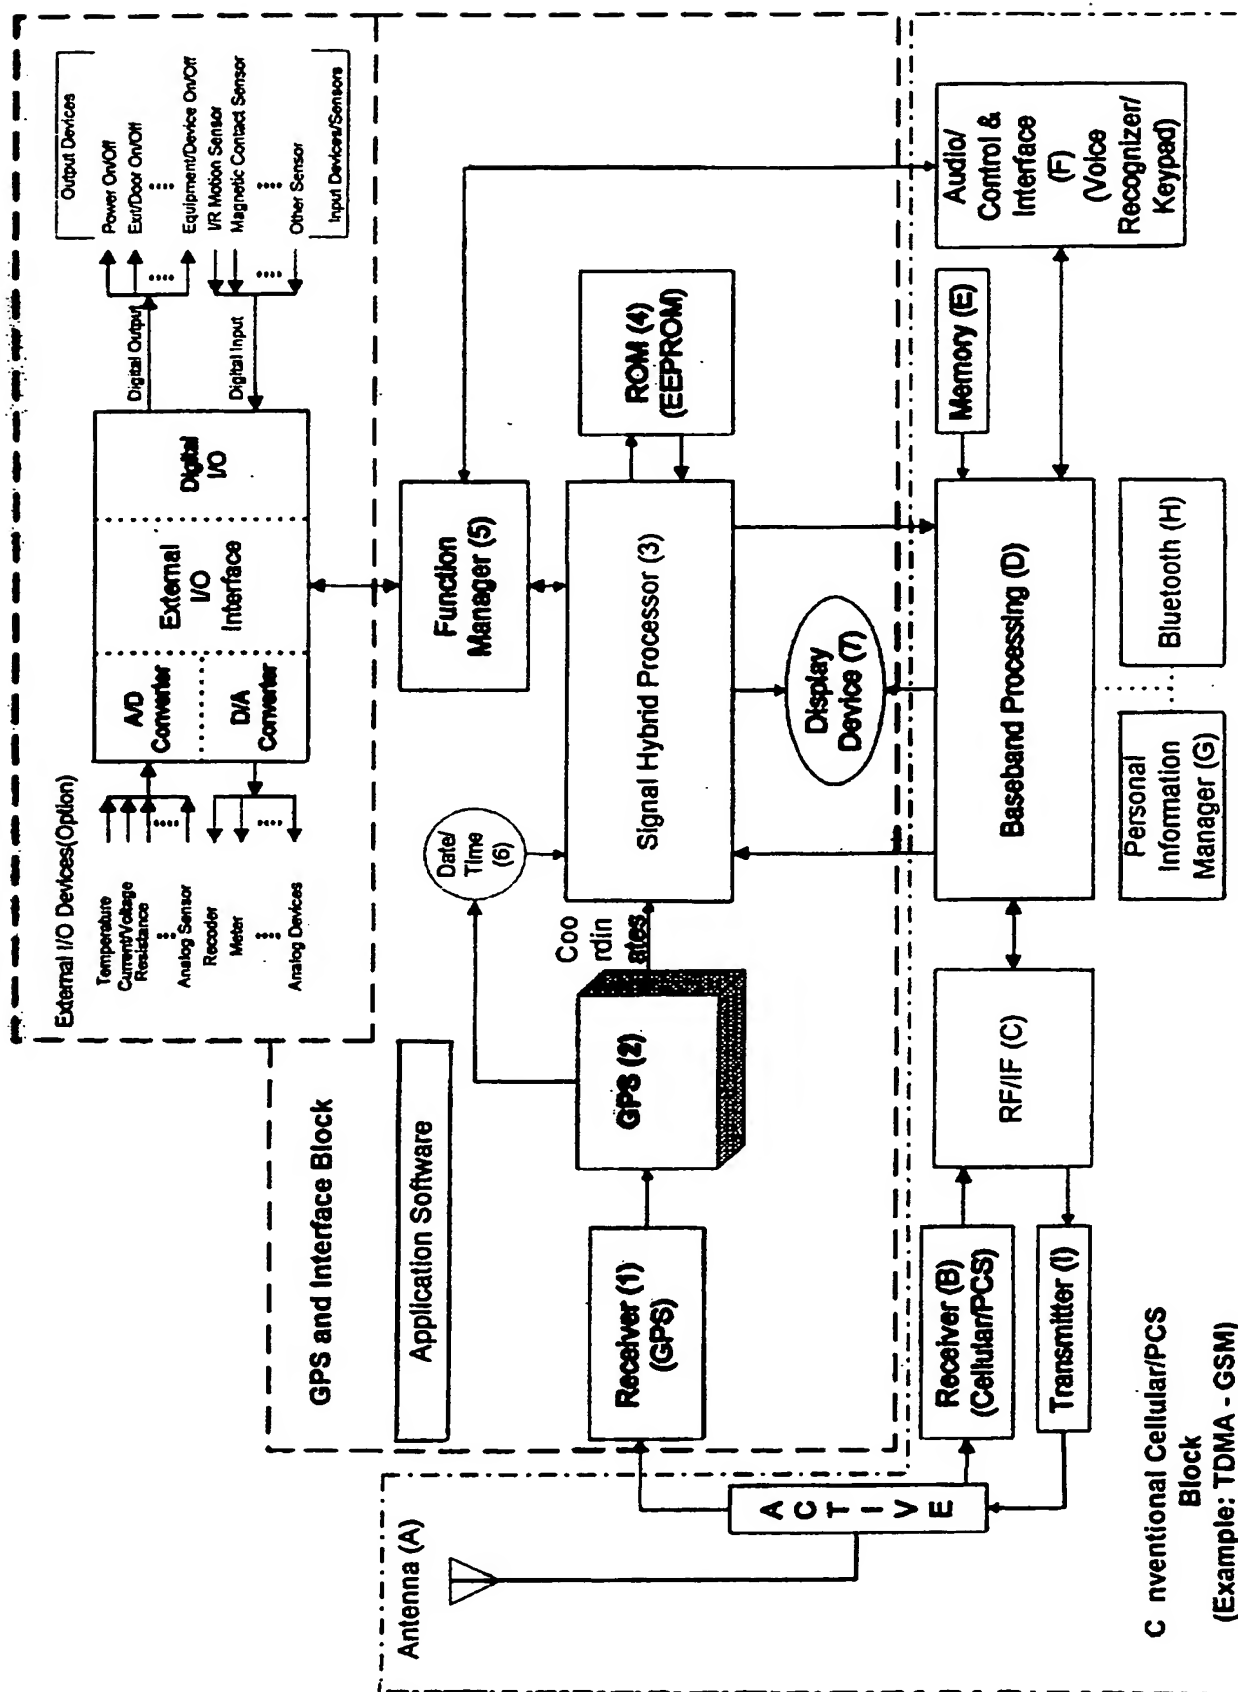 External I/O Devices(Option)
Temperature
Current/Voltage
Resistance
....
Analog Sensor
Recoder
Meter
....
Analog Devices
....
....
A/D
Converter
D/A
Converter
External
I/O
Interface
Digital
I/O
Digital Output
Digital Input
....
....
Output Devices
Power On/Off
Exit/Door On/Off
....
Equipment/Device On/Off
I/R Motion Sensor
Magnetic Contact Sensor
....
Other Sensor
Input Devices/Sensors
GPS and Interface Block
Application Software
Receiver (1)
(GPS)
GPS (2)
Date/
Time
(6)
Coo
rdin
ates
Function
Manager (5)
Signal Hybrid Processor (3)
ROM (4)
(EEPROM)
Display
Device (7)
Antenna (A)
ACTIVE
Receiver (B)
(Cellular/PCS)
Transmitter (I)
RF/IF (C)
Baseband Processing (D)
Memory (E)
Audio/
Control &
Interface
(F)
(Voice
Recognizer/
Keypad)
Personal
Information
Manager (G)
Bluetooth (H)
C nventional Cellular/PCS
Block
(Example: TDMA - GSM)